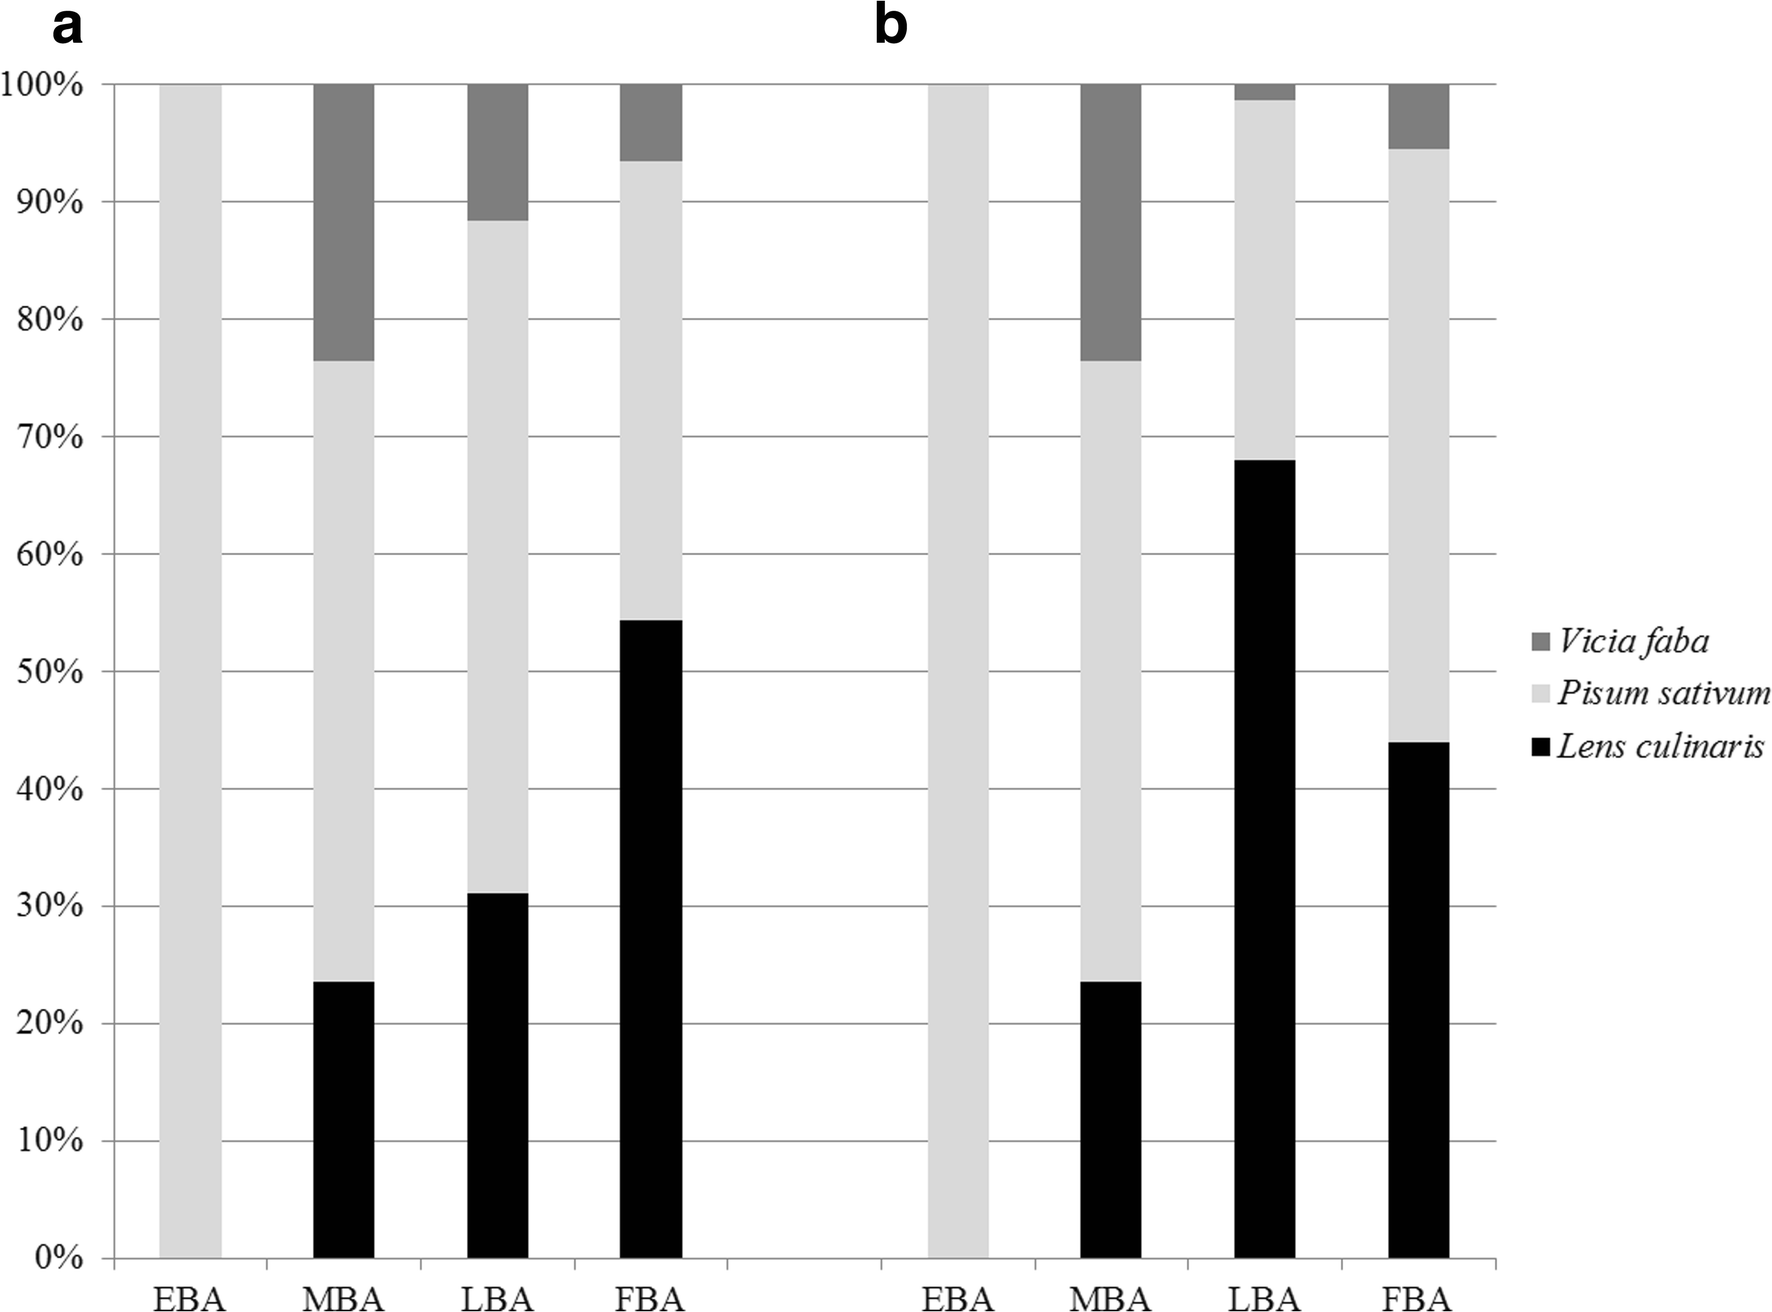 a
b
100%
90%
80%
70%
60%
50%
40%
30%
20%
10%
0%
EBA MBA LBA FBA EBA MBA LBA FBA
Vicia faba
Pisum sativum
Lens culinaris